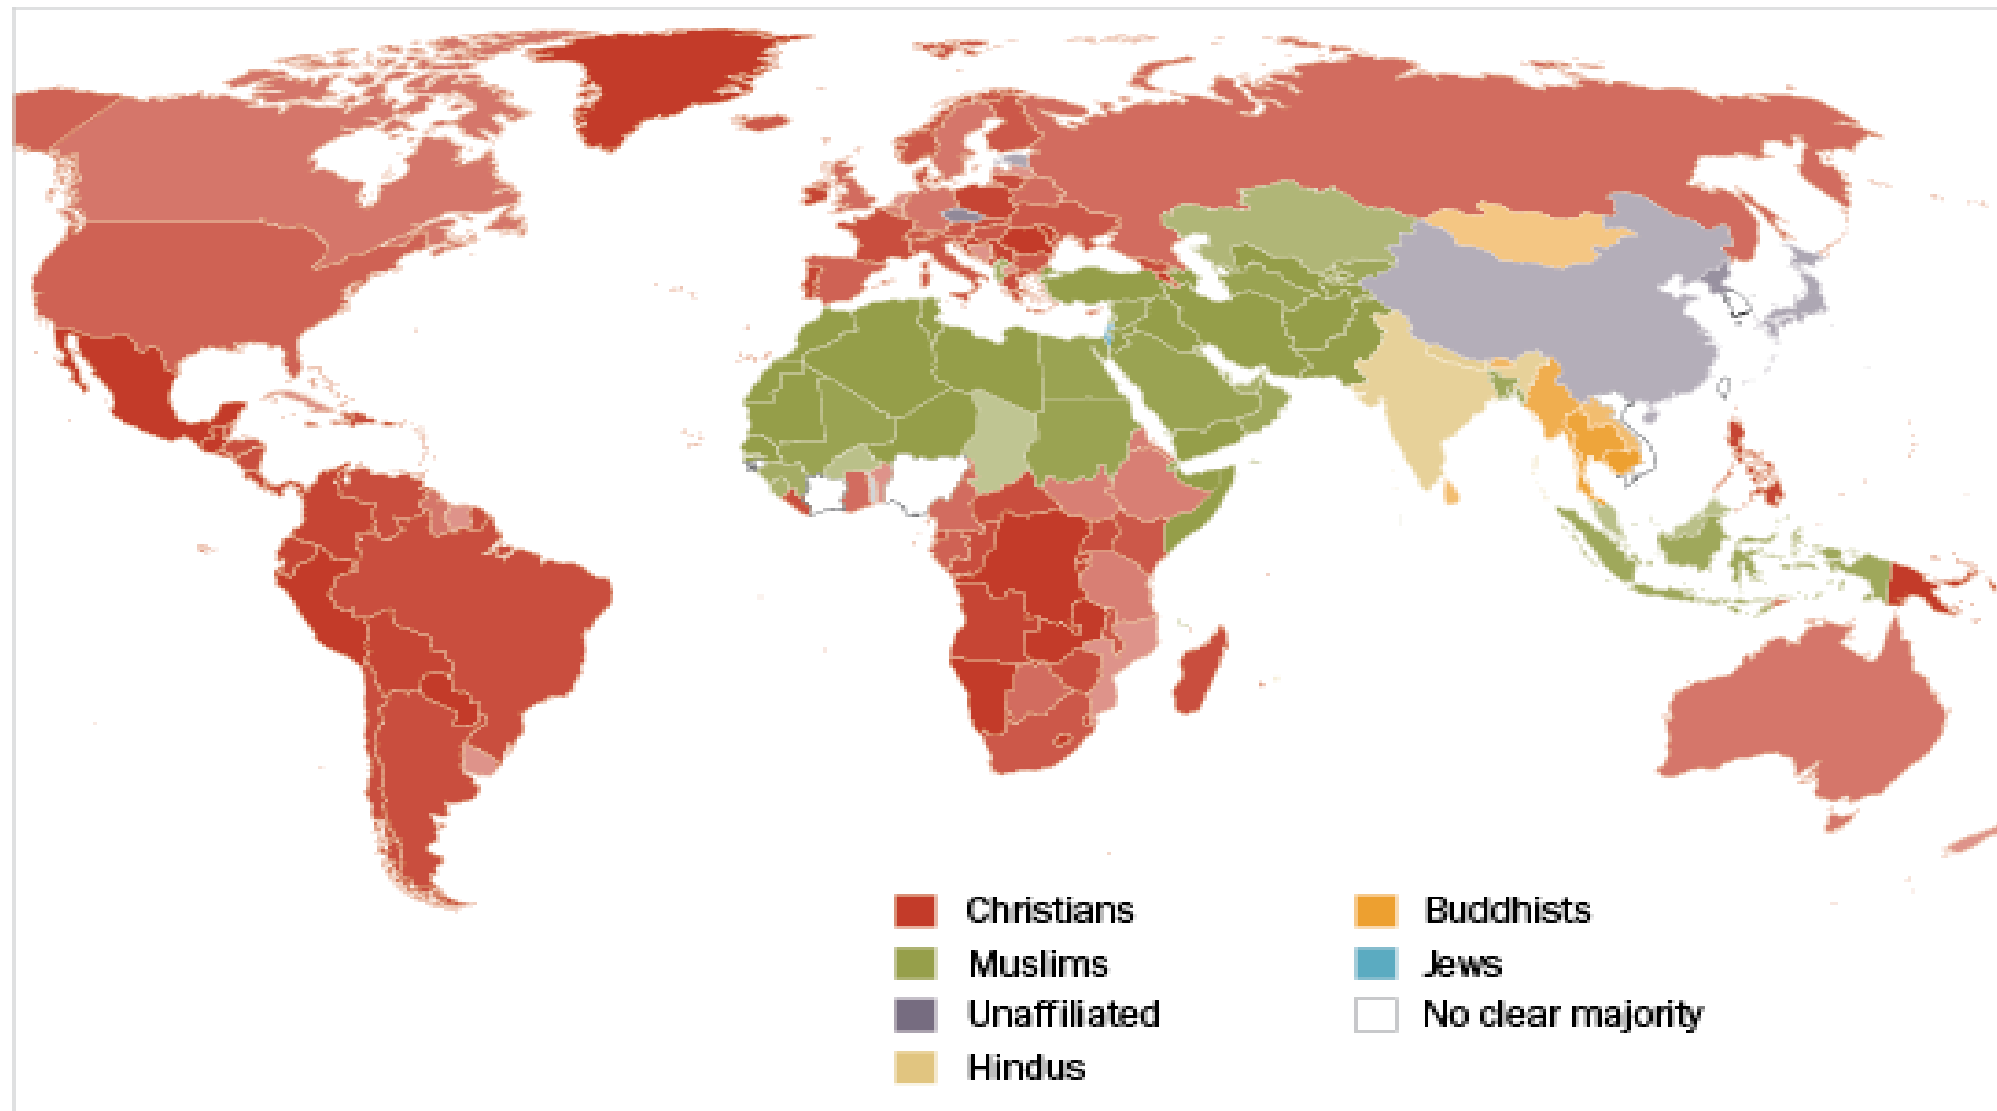 Christians
Muslims
Unaffiliated
Hindus
Buddhists
Jews
No clear majority